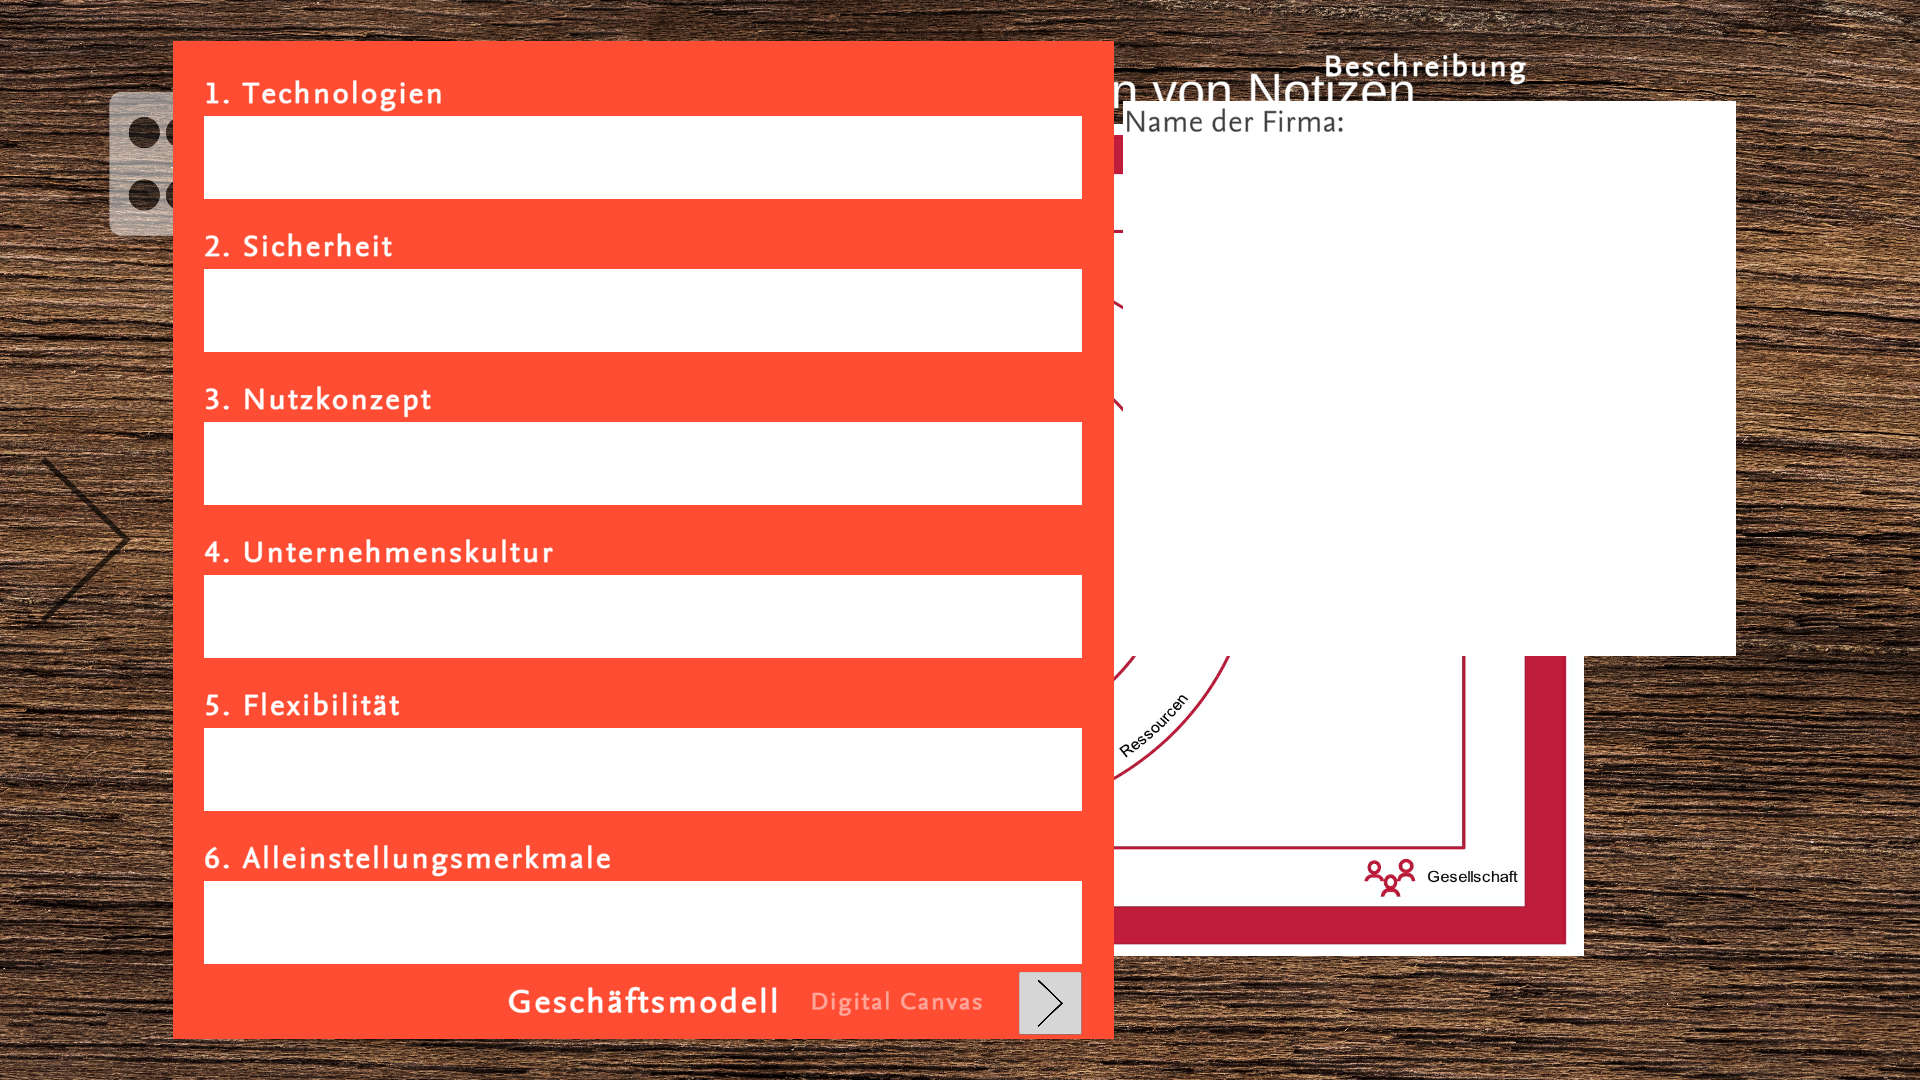 1. Technologien
2. Sicherheit
3. Nutzkonzept
4. Unternehmenskultur
5. Flexibilität
6. Alleinstellungsmerkmale
Geschäftsmodell Digital Canvas
Beschreibung
von Notizen
Name der Firma:
Ressourcen
Gesellschaft